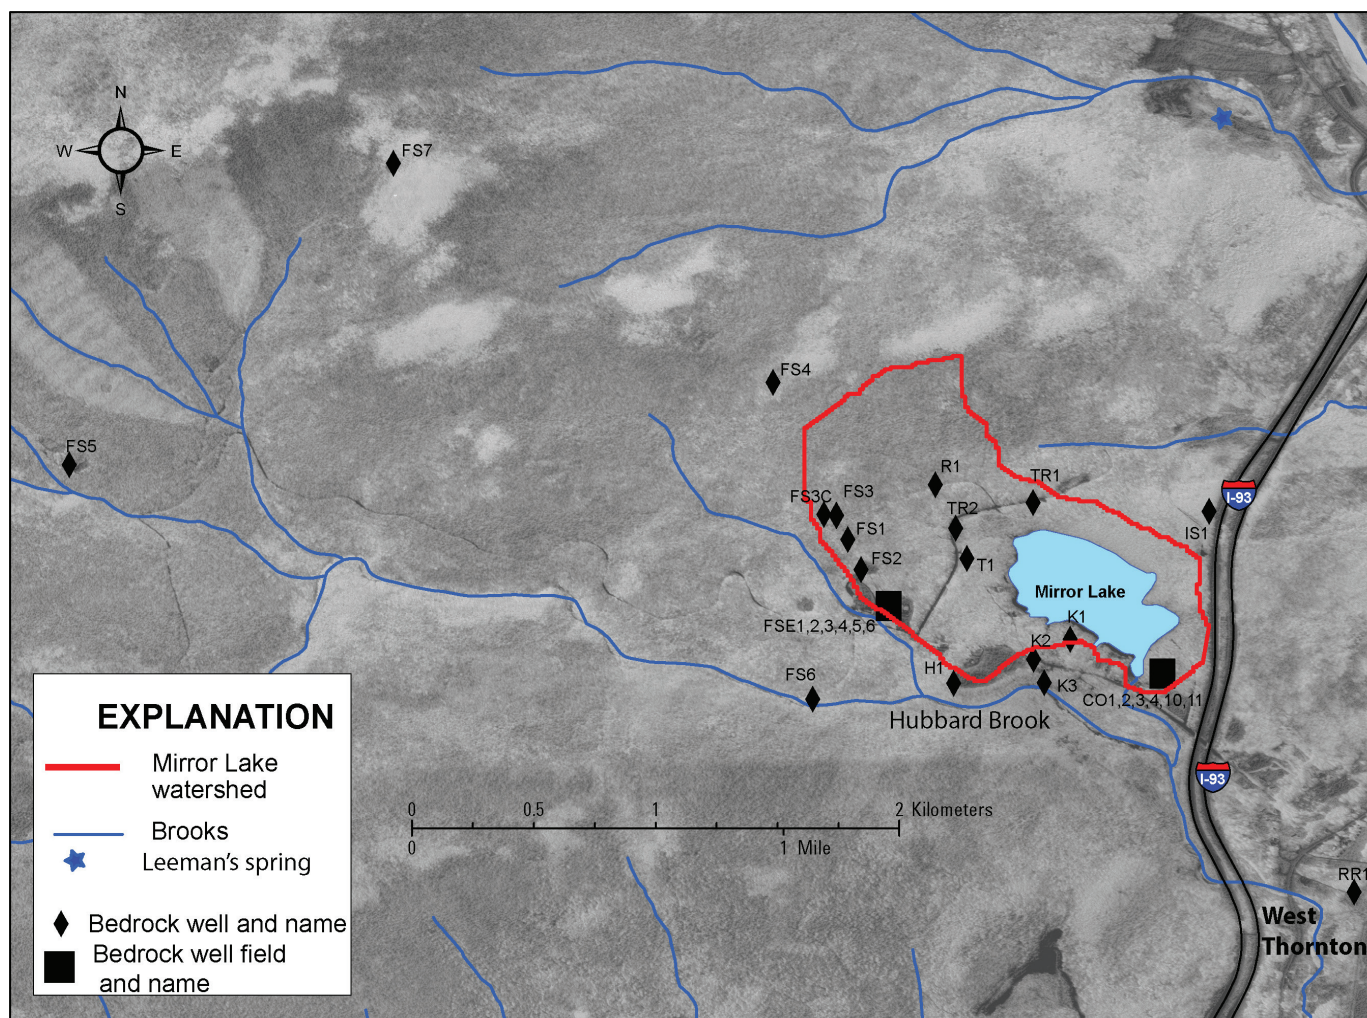 N
W
E
S
FS7
FS4
FS5
R1
TR1
FS3C
FS3
TR2
IS1
I-93
FS1
FS2
T1
Mirror Lake
K1
FSE1,2,3,4,5,6
K2
H1
K3
FS6
CO1,2,3,4,10,11
Hubbard Brook
I-93
EXPLANATION
Mirror Lake
watershed
Brooks
Leeman's spring
Bedrock well and name
Bedrock well field
and name
0 0.5 1 2 Kilometers
0 1 Mile
RR1
West
Thornton